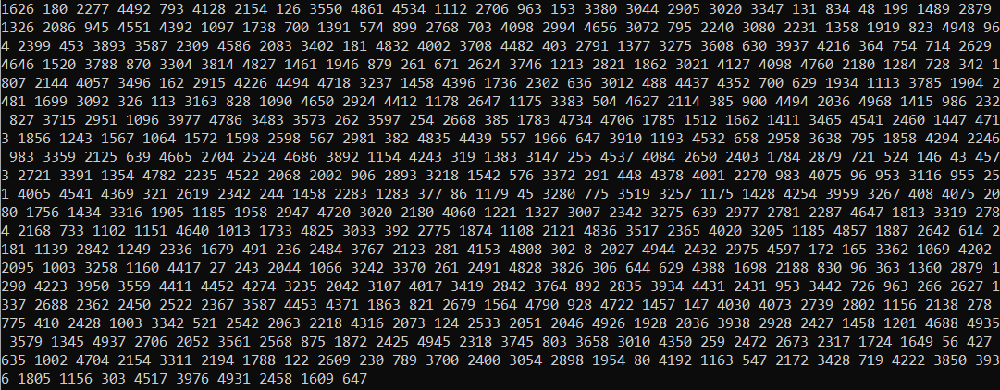 1626 180 2277 4492 793 4128 2154 126 3550 4861 4534 1112 2706 963 153 3380 3044 2905 3020 3347 131 834 48 199 1489 2879
1326 2086 945 4551 4392 1097 1738 700 1391 574 899 2768 703 4098 2994 4656 3072 795 2240 3080 2231 1358 1919 823 4948 96
4 2399 453 3893 3587 2309 4586 2083 3402 181 4832 4002 3708 4482 403 2791 1377 3275 3608 630 3937 4216 364 754 714 2629
4646 1520 3788 870 3304 3814 4827 1461 1946 879 261 671 2624 3746 1213 2821 1862 3021 4127 4098 4760 2180 1284 728 342 1
807 2144 4057 3496 162 2915 4226 4494 4718 3237 1458 4396 1736 2302 636 3012 488 4437 4352 700 629 1934 1113 3785 1904 2
481 1699 3092 326 113 3163 828 1090 4650 2924 4412 1178 2647 1175 3383 504 4627 2114 385 900 4494 2036 4968 1415 986 232
827 3715 2951 1096 3977 4786 3483 3573 262 3597 254 2668 385 1783 4734 4706 1785 1512 1662 1411 3465 4541 2460 1447 471
3 1856 1243 1567 1064 1572 1598 2598 567 2981 382 4835 4439 557 1966 647 3910 1193 4532 658 2958 3638 795 1858 4294 2246
983 3359 2125 639 4665 2704 2524 4686 3892 1154 4243 319 1383 3147 255 4537 4084 2650 2403 1784 2879 721 524 146 43 457
3 2721 3391 1354 4782 2235 4522 2068 2002 906 2893 3218 1542 576 3372 291 448 4378 4001 2270 983 4075 96 953 3116 955 25
1 4065 4541 4369 321 2619 2342 244 1458 2283 1283 377 86 1179 45 3280 775 3519 3257 1175 1428 4254 3959 3267 408 4075 20
80 1756 1434 3316 1905 1185 1958 2947 4720 3020 2180 4060 1221 1327 3007 2342 3275 639 2977 2781 2287 4647 1813 3319 278
4 2168 733 1102 1151 4640 1013 1733 4825 3033 392 2775 1874 1108 2121 4836 3517 2365 4020 3205 1185 4857 1887 2642 614 2
181 1139 2842 1249 2336 1679 491 236 2484 3767 2123 281 4153 4808 302 8 2027 4944 2432 2975 4597 172 165 3362 1069 4202
2095 1003 3258 1160 4417 27 243 2044 1066 3242 3370 261 2491 4828 3826 306 644 629 4388 1698 2188 830 96 363 1360 2879 1
290 4223 3950 3559 4411 4452 4274 3235 2042 3107 4017 3419 2842 3764 892 2835 3934 4431 2431 953 3442 726 963 266 2627 1
337 2688 2362 2450 2522 2367 3587 4453 4371 1863 821 2679 1564 4790 928 4722 1457 147 4030 4073 2739 2802 1156 2138 278
775 410 2428 1003 3342 521 2542 2063 2218 4316 2073 124 2533 2051 2046 4926 1928 2036 3938 2928 2427 1458 1201 4688 4935
3579 1345 4937 2706 2052 3561 2568 875 1872 2425 4945 2318 3745 803 3658 3010 4350 259 2472 2673 2317 1724 1649 56 427
635 1002 4704 2154 3311 2194 1788 122 2609 230 789 3700 2400 3054 2898 1954 80 4192 1163 547 2172 3428 719 4222 3850 393
6 1805 1156 303 4517 3976 4931 2458 1609 647